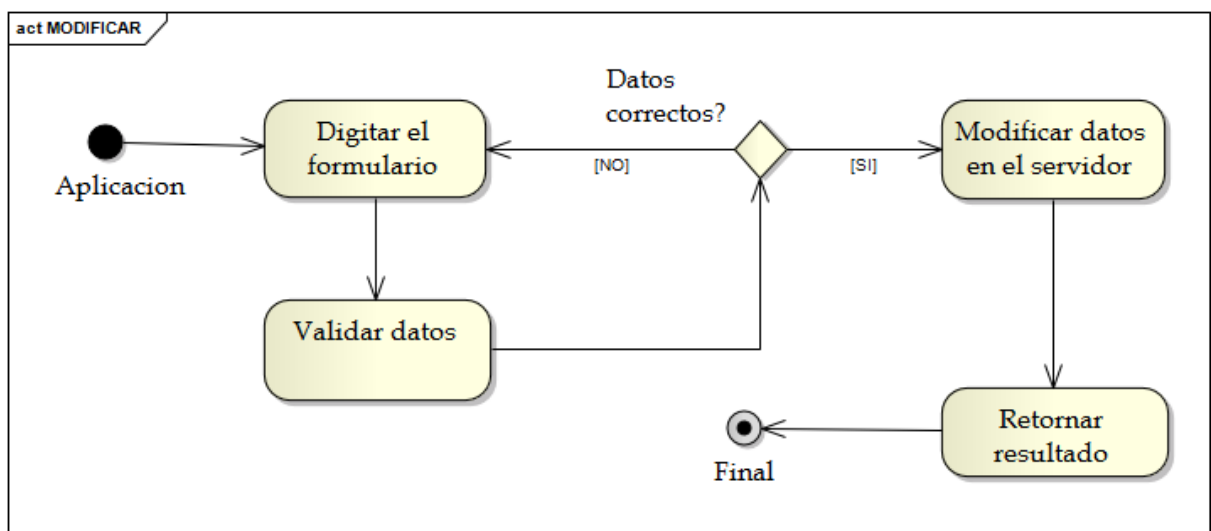 act MODIFICAR
Datos
correctos?
Digitar el
formulario
Modificar datos
en el servidor
[NO]
[SI]
Aplicacion
Validar datos
Retornar
resultado
Final